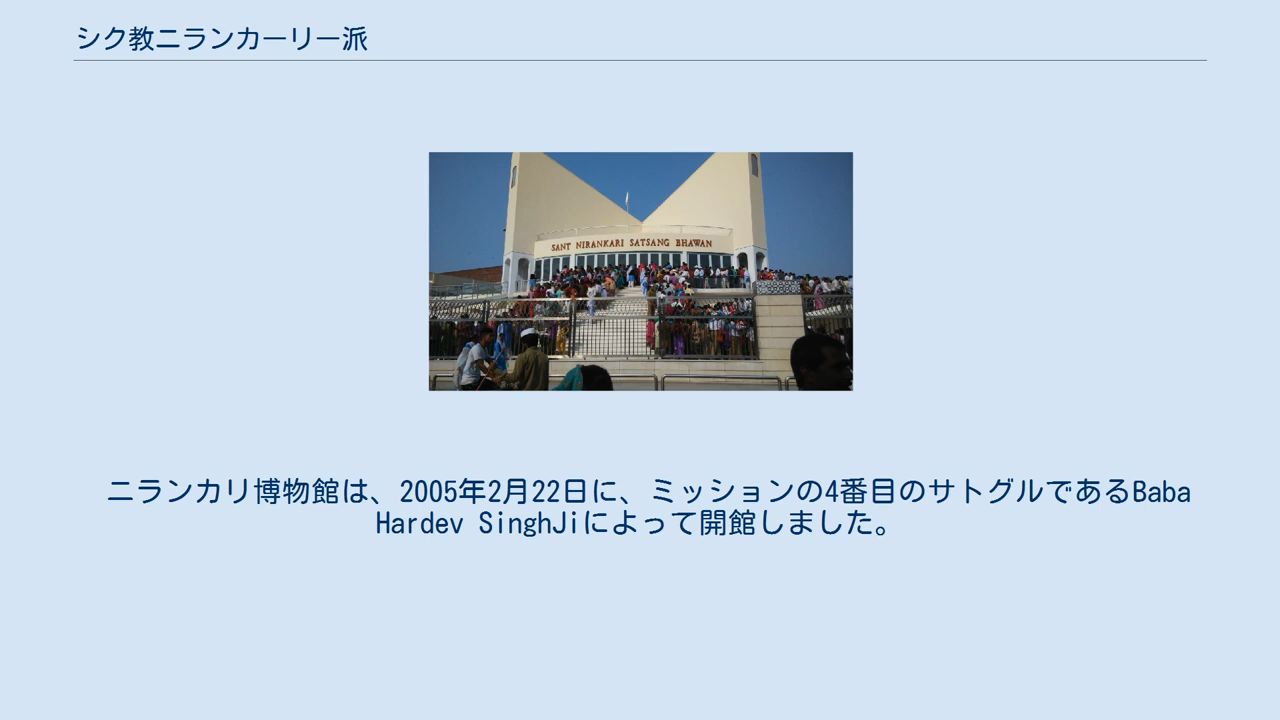 シク教ニランカーリー派
SANT NIRANKARI SATSANG BHAWAN
ニランカリ博物館は、2005年2月22日に、ミッションの4番目のサトグルであるBaba
Hardev SinghJiによって開館しました。